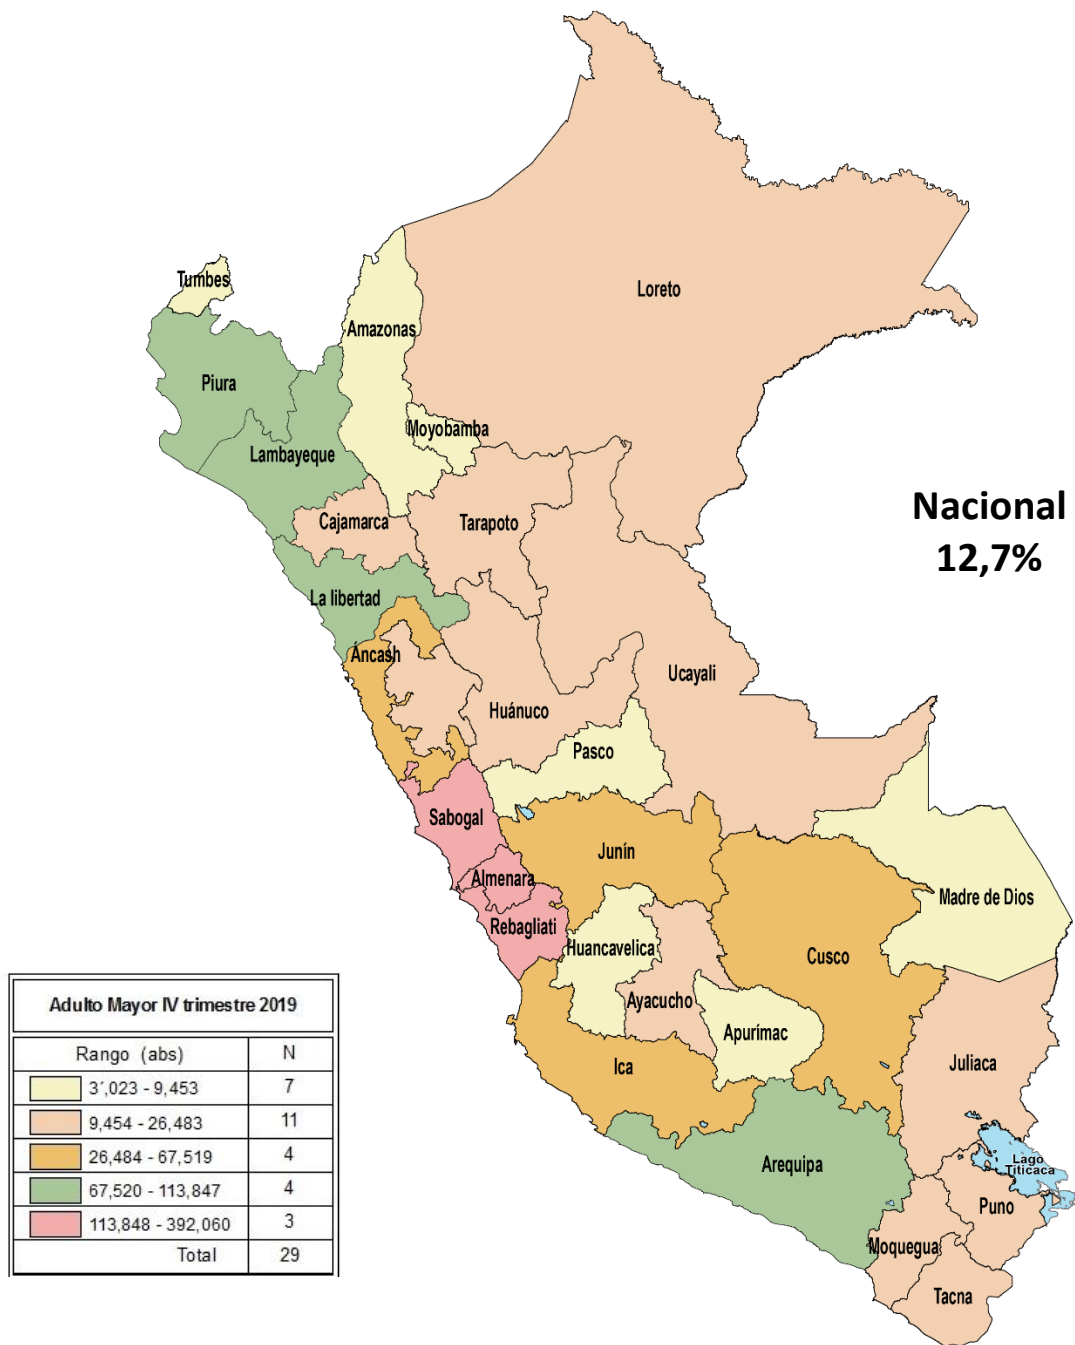 Loreto
Tumbes
Amazonas
Piura
Moyobamba
Lambayeque
Cajamarca
Tarapoto
Nacional
12,7%
La libertad
Áncash
Ucayali
Huánuco
Pasco
Sabogal
Junín
Almenara
Madre de Dios
Rebagliati
Huancavelica
Cusco
Ayacucho
Apurímac
Ica
Juliaca
Arequipa
Lago
Titicaca
Puno
Moquegua
Tacna
Adulto Mayor IV trimestre 2019
Rango (abs) N
3´,023 - 9,453 7
9,454 - 26,483 11
26,484 - 67,519 4
67,520 - 113,847 4
113,848 - 392,060 3
Total 29